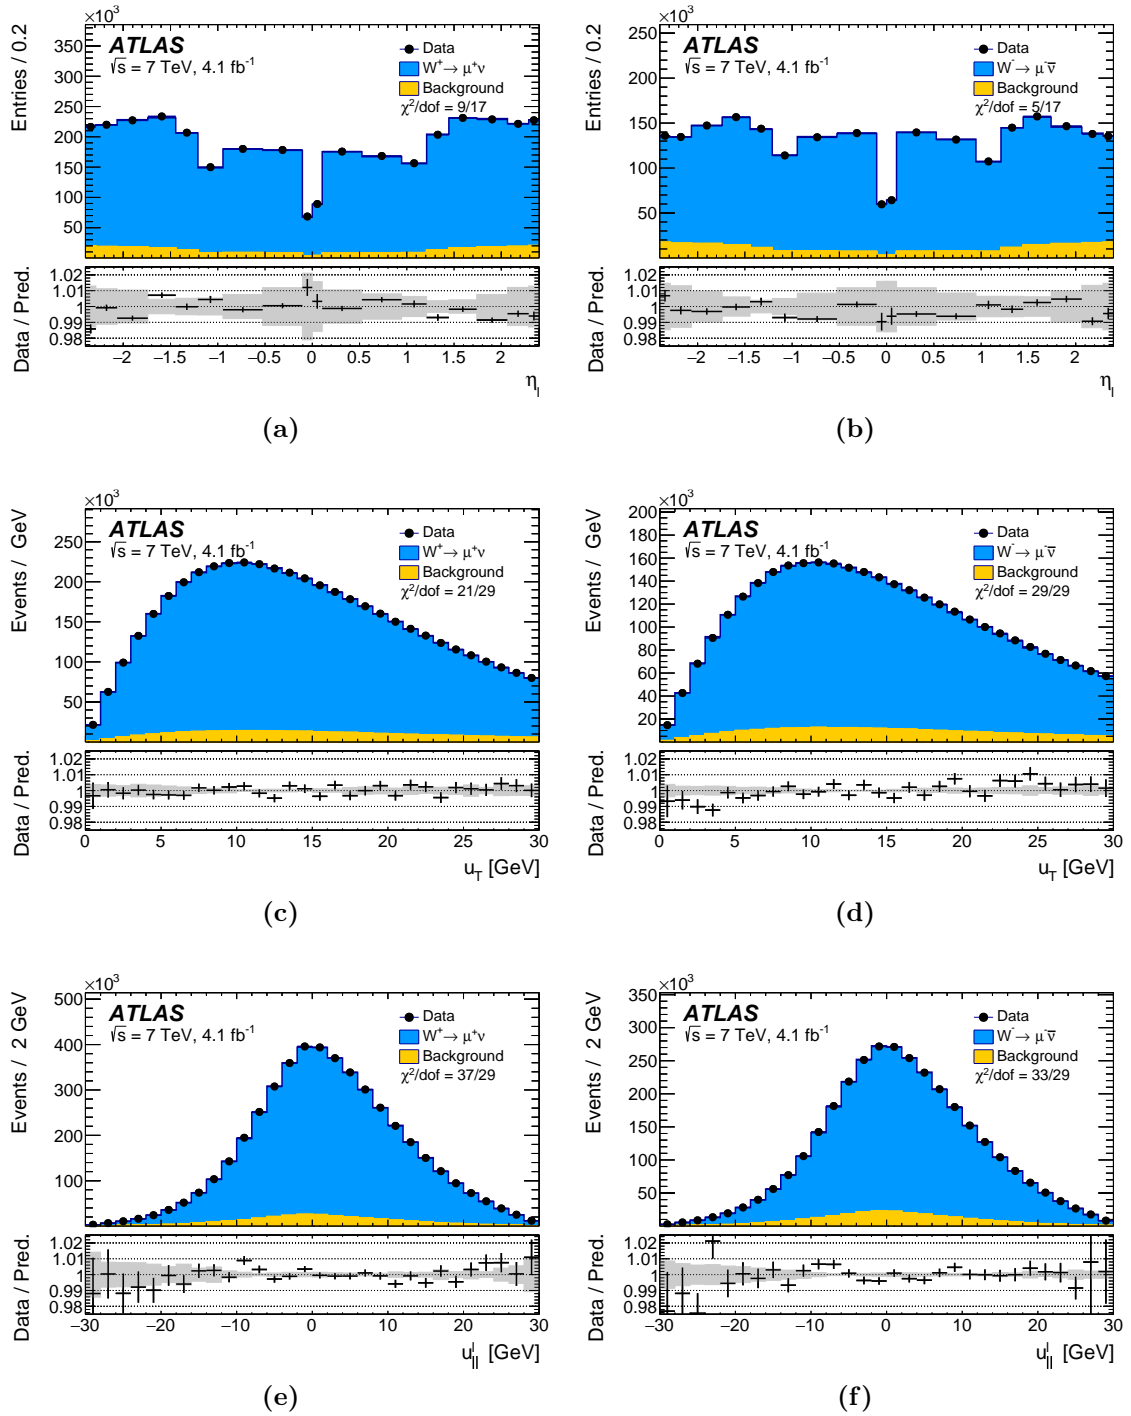 ×10³
Entries / 0.2
350
300
250
200
150
100
50
ATLAS
√s = 7 TeV, 4.1 fb⁻¹
Data
W⁺→ μ⁺ν
Background
χ²/dof = 9/17
Data / Pred.
1.02
1.01
1
0.99
0.98
−2 −1.5 −1 −0.5 0 0.5 1 1.5 2
η_l
(a)
×10³
Entries / 0.2
250
200
150
100
50
ATLAS
√s = 7 TeV, 4.1 fb⁻¹
Data
W⁻→ μ⁻ν̅
Background
χ²/dof = 5/17
Data / Pred.
1.02
1.01
1
0.99
0.98
−2 −1.5 −1 −0.5 0 0.5 1 1.5 2
η_l
(b)
×10³
Events / GeV
250
200
150
100
50
ATLAS
√s = 7 TeV, 4.1 fb⁻¹
Data
W⁺→ μ⁺ν
Background
χ²/dof = 21/29
Data / Pred.
1.02
1.01
1
0.99
0.98
0 5 10 15 20 25 30
u_T [GeV]
(c)
×10³
Events / GeV
200
180
160
140
120
100
80
60
40
20
ATLAS
√s = 7 TeV, 4.1 fb⁻¹
Data
W⁻→ μ⁻ν̅
Background
χ²/dof = 29/29
Data / Pred.
1.02
1.01
1
0.99
0.98
0 5 10 15 20 25 30
u_T [GeV]
(d)
×10³
Events / 2 GeV
500
400
300
200
100
ATLAS
√s = 7 TeV, 4.1 fb⁻¹
Data
W⁺→ μ⁺ν
Background
χ²/dof = 37/29
Data / Pred.
1.02
1.01
1
0.99
0.98
−30 −20 −10 0 10 20 30
u_||^l [GeV]
(e)
×10³
Events / 2 GeV
350
300
250
200
150
100
50
ATLAS
√s = 7 TeV, 4.1 fb⁻¹
Data
W⁻→ μ⁻ν̅
Background
χ²/dof = 33/29
Data / Pred.
1.02
1.01
1
0.99
0.98
−30 −20 −10 0 10 20 30
u_||^l [GeV]
(f)